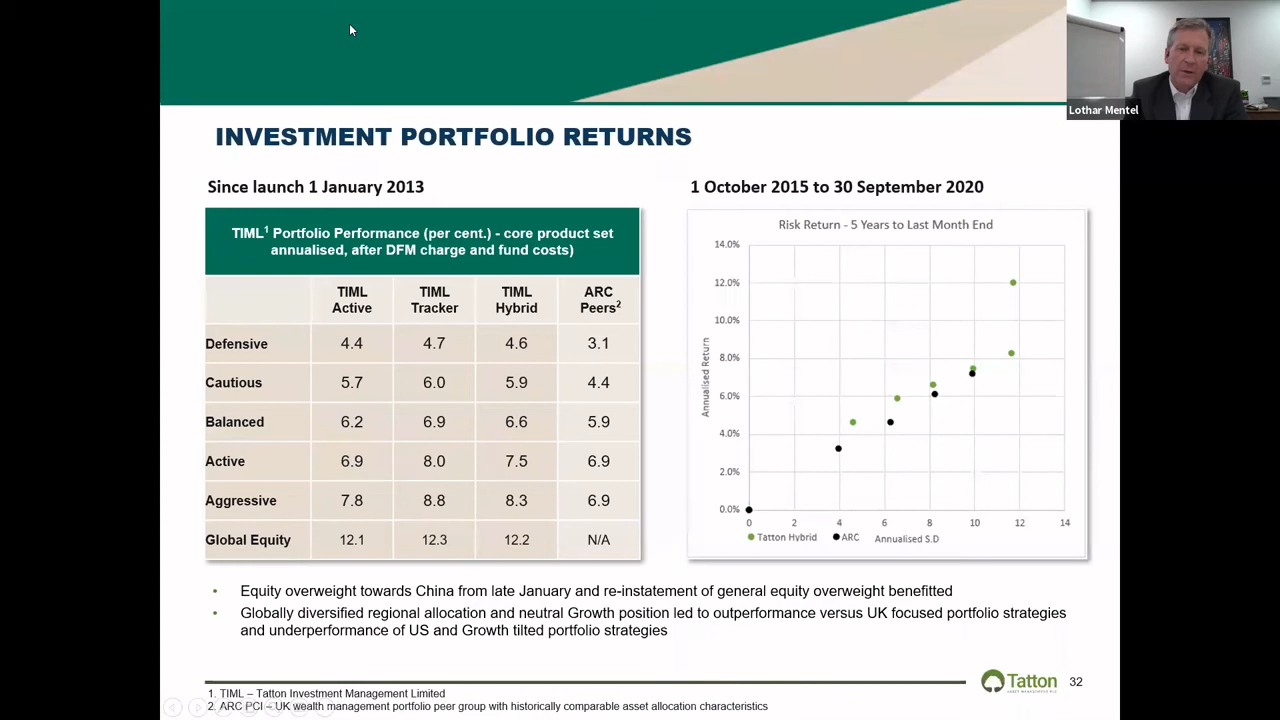 Lothar Mentel
INVESTMENT PORTFOLIO RETURNS
Since launch 1 January 2013
1 October 2015 to 30 September 2020
TIML1 Portfolio Performance (per cent.) - core product set
annualised, after DFM charge and fund costs)
TIML Active TIML Tracker TIML Hybrid ARC Peers2
Defensive 4.4 4.7 4.6 3.1
Cautious 5.7 6.0 5.9 4.4
Balanced 6.2 6.9 6.6 5.9
Active 6.9 8.0 7.5 6.9
Aggressive 7.8 8.8 8.3 6.9
Global Equity 12.1 12.3 12.2 N/A
Risk Return - 5 Years to Last Month End
14.0%
12.0%
10.0%
8.0%
6.0%
4.0%
2.0%
0.0%
Annualised Return
0 2 4 6 8 10 12 14
Tatton Hybrid ARC Annualised S.D
• Equity overweight towards China from late January and re-instatement of general equity overweight benefitted
• Globally diversified regional allocation and neutral Growth position led to outperformance versus UK focused portfolio strategies
and underperformance of US and Growth tilted portfolio strategies
Tatton
ASSET MANAGEMENT PLC
32
1. TIML – Tatton Investment Management Limited
2. ARC PCI – UK wealth management portfolio peer group with historically comparable asset allocation characteristics